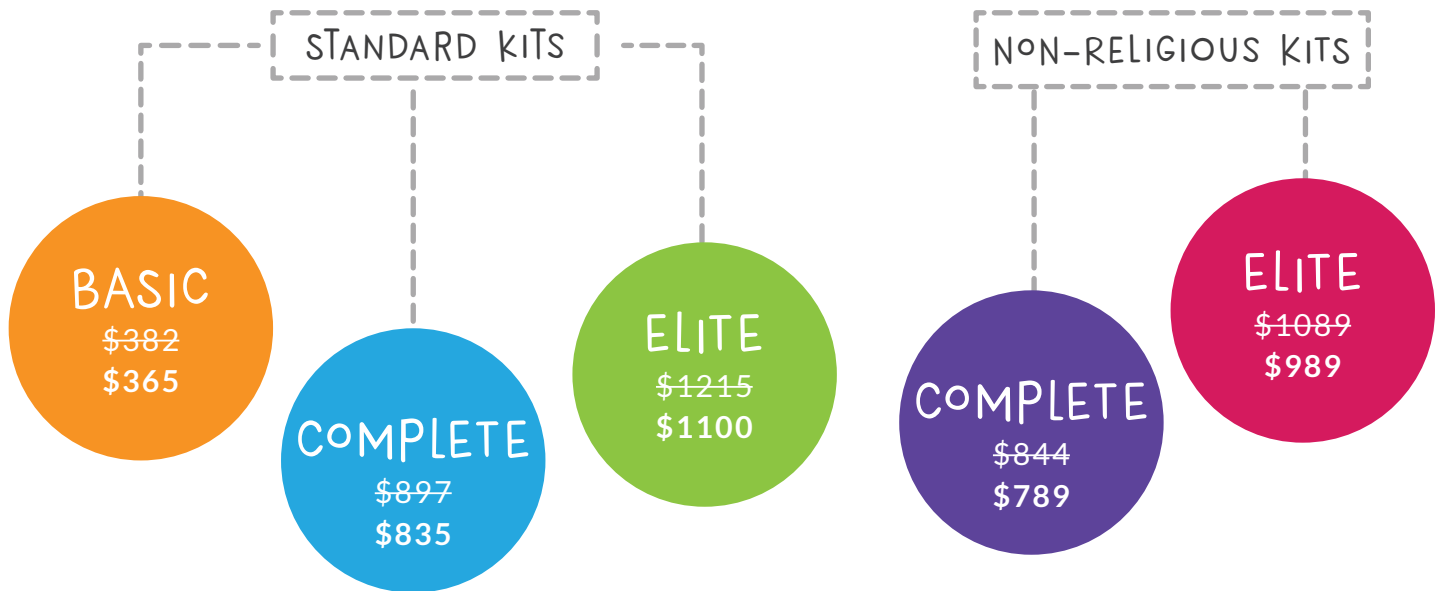 STANDARD KITS
BASIC
$382
$365
COMPLETE
$897
$835
ELITE
$1215
$1100
NON-RELIGIOUS KITS
COMPLETE
$844
$789
ELITE
$1089
$989